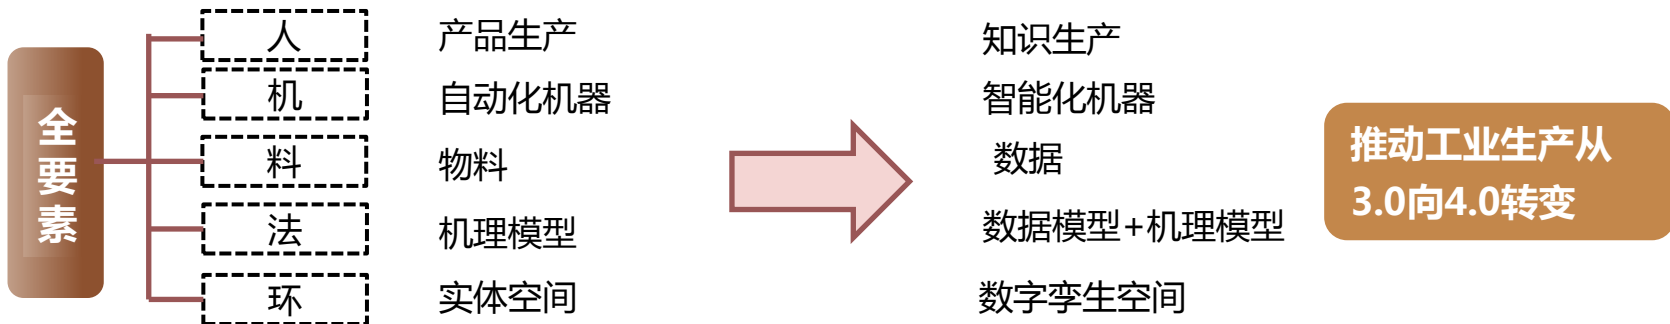 全要素
人 产品生产 知识生产
机 自动化机器 智能化机器
料 物料 数据
法 机理模型 数据模型+机理模型
环 实体空间 数字孪生空间
推动工业生产从
3.0向4.0转变